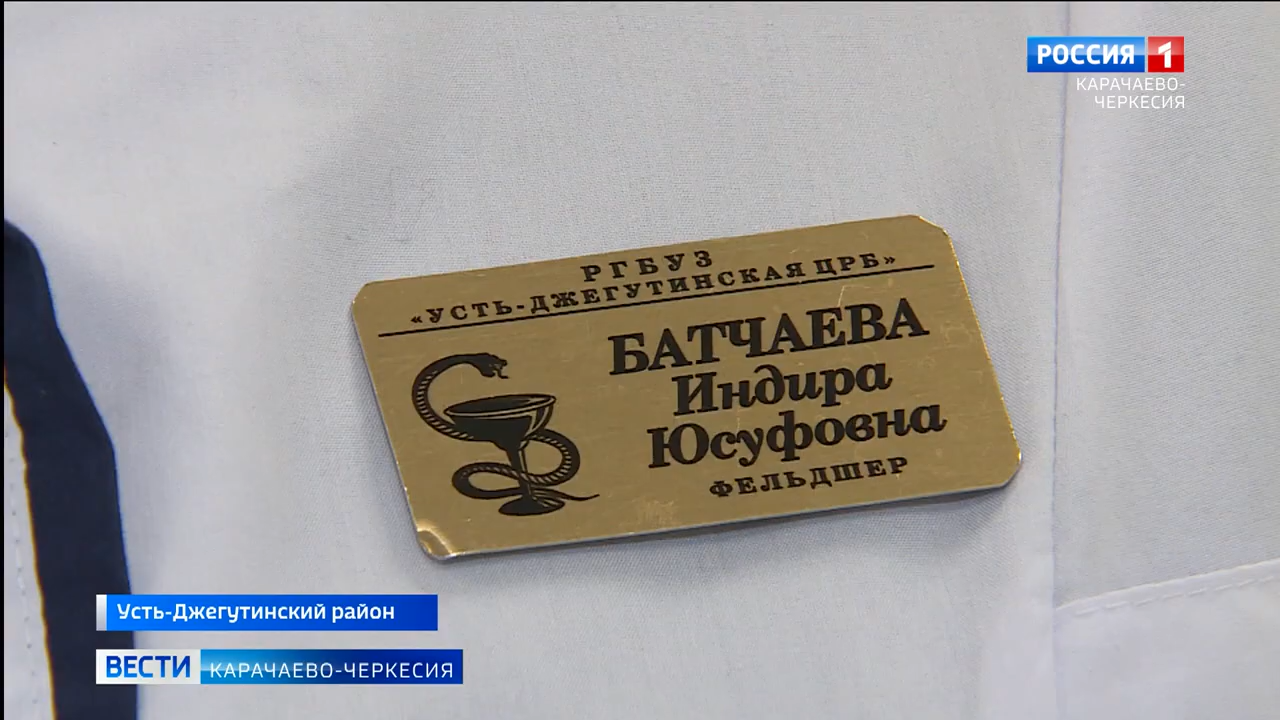 РОССИЯ 1
КАРАЧАЕВО-
ЧЕРКЕСИЯ
РГБУЗ
«УСТЬ-ДЖЕГУТИНСКАЯ ЦРБ»
БАТЧАЕВА
Индира
Юсуфовна
ФЕЛЬДШЕР
Усть-Джегутинский район
ВЕСТИ КАРАЧАЕВО-ЧЕРКЕСИЯ